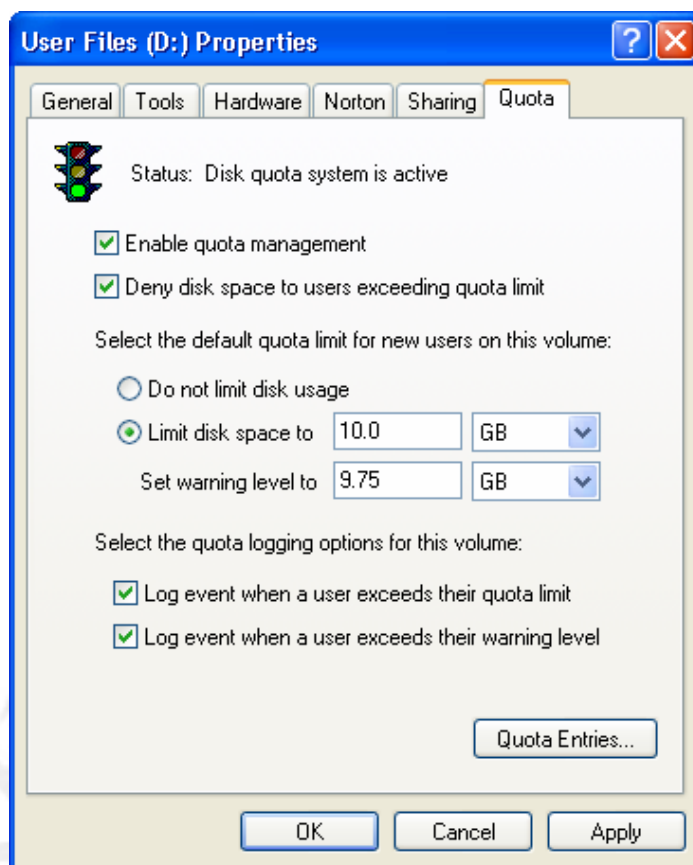 User Files (D:) Properties
General Tools Hardware Norton Sharing Quota
Status: Disk quota system is active
Enable quota management
Deny disk space to users exceeding quota limit
Select the default quota limit for new users on this volume:
Do not limit disk usage
Limit disk space to 10.0 GB
Set warning level to 9.75 GB
Select the quota logging options for this volume:
Log event when a user exceeds their quota limit
Log event when a user exceeds their warning level
Quota Entries...
OK Cancel Apply